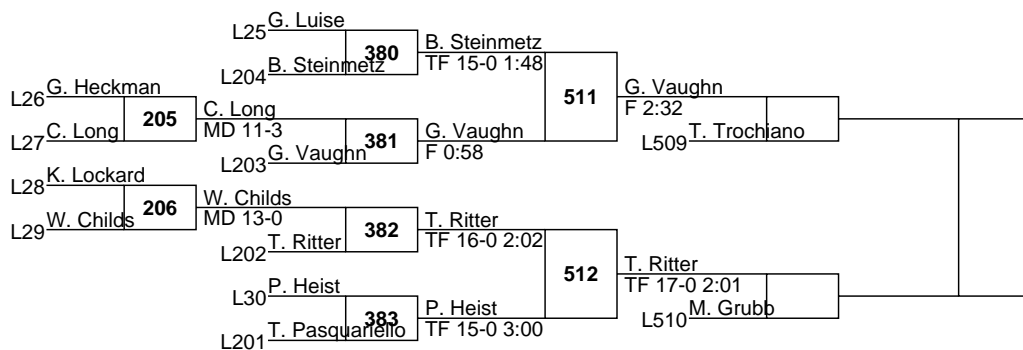 L25 G. Luise
380
B. Steinmetz
TF 15-0 1:48
L204 B. Steinmetz
511
G. Vaughn
F 2:32
L26 G. Heckman
205
C. Long
MD 11-3
L27 C. Long
381
G. Vaughn
F 0:58
L203 G. Vaughn
L509 T. Trochiano
L28 K. Lockard
206
W. Childs
MD 13-0
L29 W. Childs
382
T. Ritter
TF 16-0 2:02
L202 T. Ritter
512
T. Ritter
TF 17-0 2:01
L30 P. Heist
383
P. Heist
TF 15-0 3:00
L201 T. Pasquariello
L510 M. Grubb